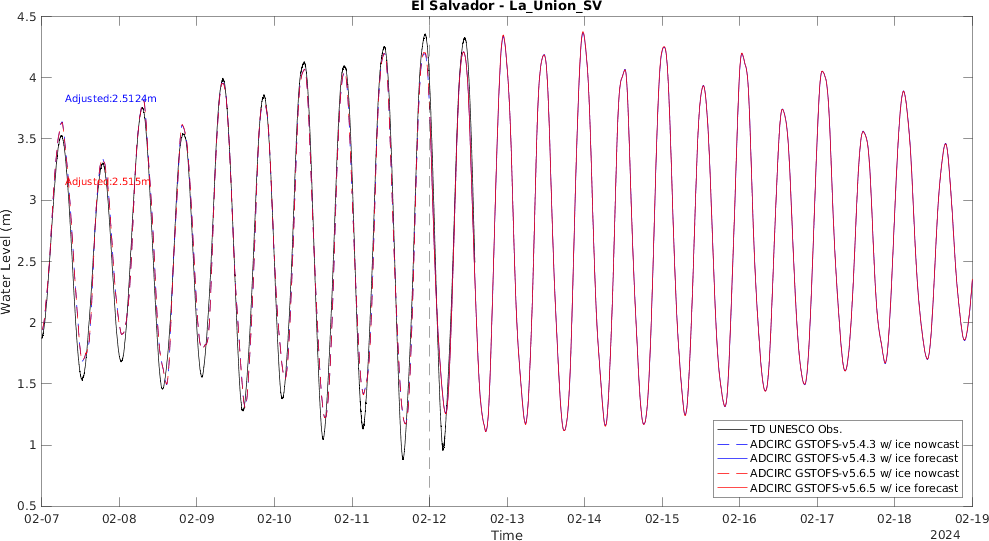 El Salvador - La_Union_SV
4.5
4
3.5
3
2.5
2
1.5
1
0.5
Water Level (m)
Adjusted:2.5124m
Adjusted:2.515m
TD UNESCO Obs.
ADCIRC GSTOFS-v5.4.3 w/ ice nowcast
ADCIRC GSTOFS-v5.4.3 w/ ice forecast
ADCIRC GSTOFS-v5.6.5 w/ ice nowcast
ADCIRC GSTOFS-v5.6.5 w/ ice forecast
02-07 02-08 02-09 02-10 02-11 02-12 02-13 02-14 02-15 02-16 02-17 02-18 02-19
Time
2024